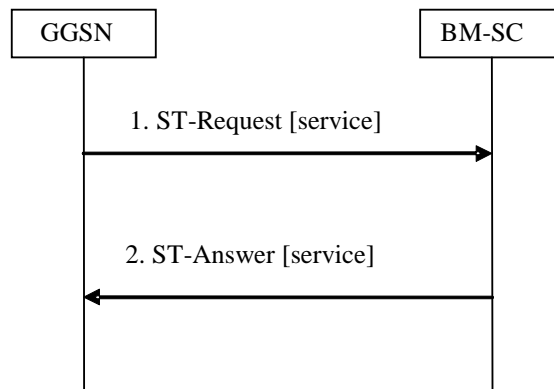 GGSN
BM-SC
1. ST-Request [service]
2. ST-Answer [service]